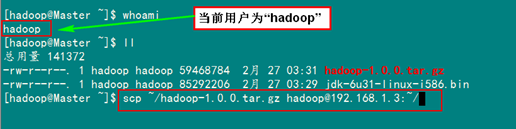 [hadoop@Master ~]$ whoami
hadoop
当前用户为“hadoop”
[hadoop@Master ~]$ ll
总用量 141372
-rw-r--r--. 1 hadoop hadoop 59468784  2月 27 03:31 hadoop-1.0.0.tar.gz
-rw-r--r--. 1 hadoop hadoop 85292206  2月 27 03:29 jdk-6u31-linux-i586.bin
[hadoop@Master ~]$ scp ~/hadoop-1.0.0.tar.gz hadoop@192.168.1.3:~/